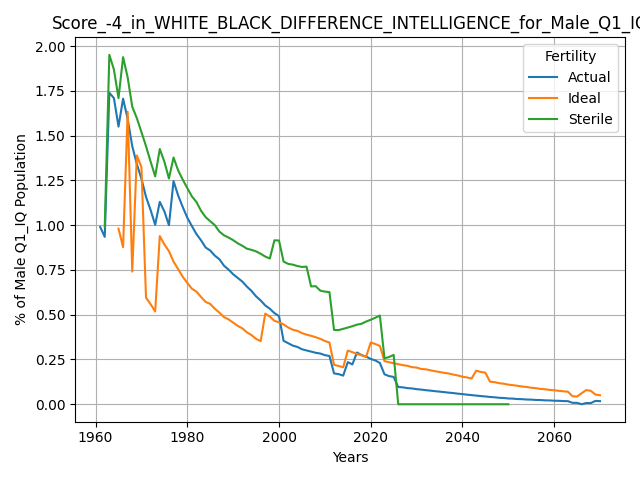 Score_-4_in_WHITE_BLACK_DIFFERENCE_INTELLIGENCE_for_Male_Q1_IQ
Fertility
Actual
Ideal
Sterile
% of Male Q1_IQ Population
2.00
1.75
1.50
1.25
1.00
0.75
0.50
0.25
0.00
1960 1980 2000 2020 2040 2060
Years